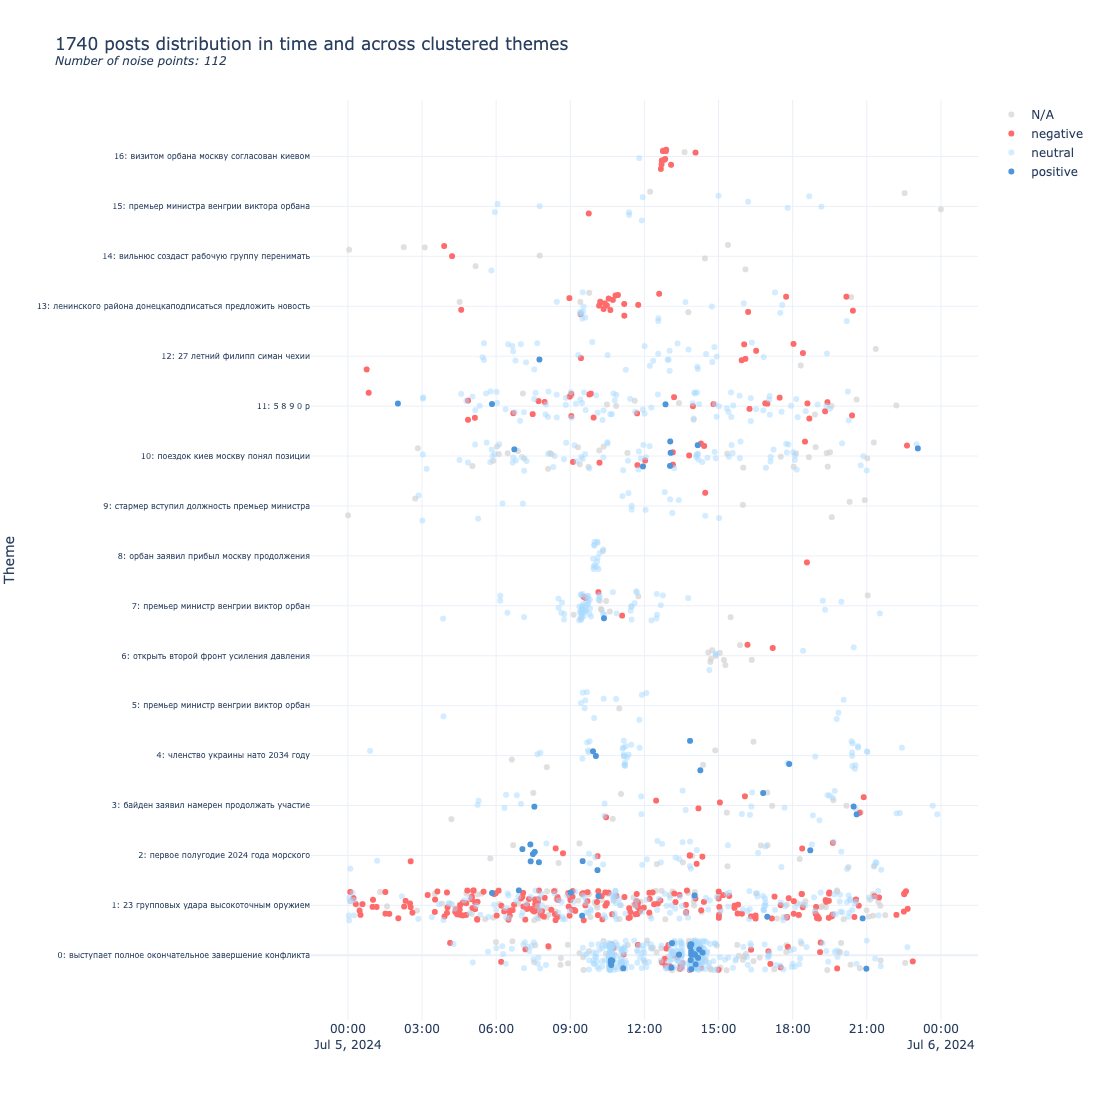 1740 posts distribution in time and across clustered themes
Number of noise points: 112
N/A
negative
neutral
positive
Theme
16: визитом орбана москву согласован киевом
15: премьер министра венгрии виктора орбана
14: вильнюс создаст рабочую группу перенимать
13: ленинского района донецкаподписаться предложить новость
12: 27 летний филипп симан чехии
11: 5 8 9 0 р
10: поездок киев москву понял позиции
9: стармер вступил должность премьер министра
8: орбан заявил прибыл москву продолжения
7: премьер министр венгрии виктор орбан
6: открыть второй фронт усиления давления
5: премьер министр венгрии виктор орбан
4: членство украины нато 2034 году
3: байден заявил намерен продолжать участие
2: первое полугодие 2024 года морского
1: 23 групповых удара высокоточным оружием
0: выступает полное окончательное завершение конфликта
00:00 03:00 06:00 09:00 12:00 15:00 18:00 21:00 00:00
Jul 5, 2024 Jul 6, 2024